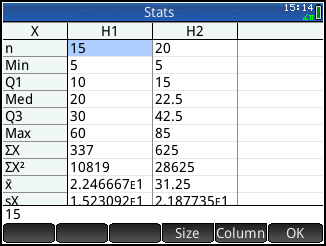 Stats 15:14
X H1 H2
n 15 20
Min 5 5
Q1 10 15
Med 20 22.5
Q3 30 42.5
Max 60 85
ΣX 337 625
ΣX² 10819 28625
x̄ 2.246667E1 31.25
sX 1.523092E1 2.187735E1
15
Size Column OK